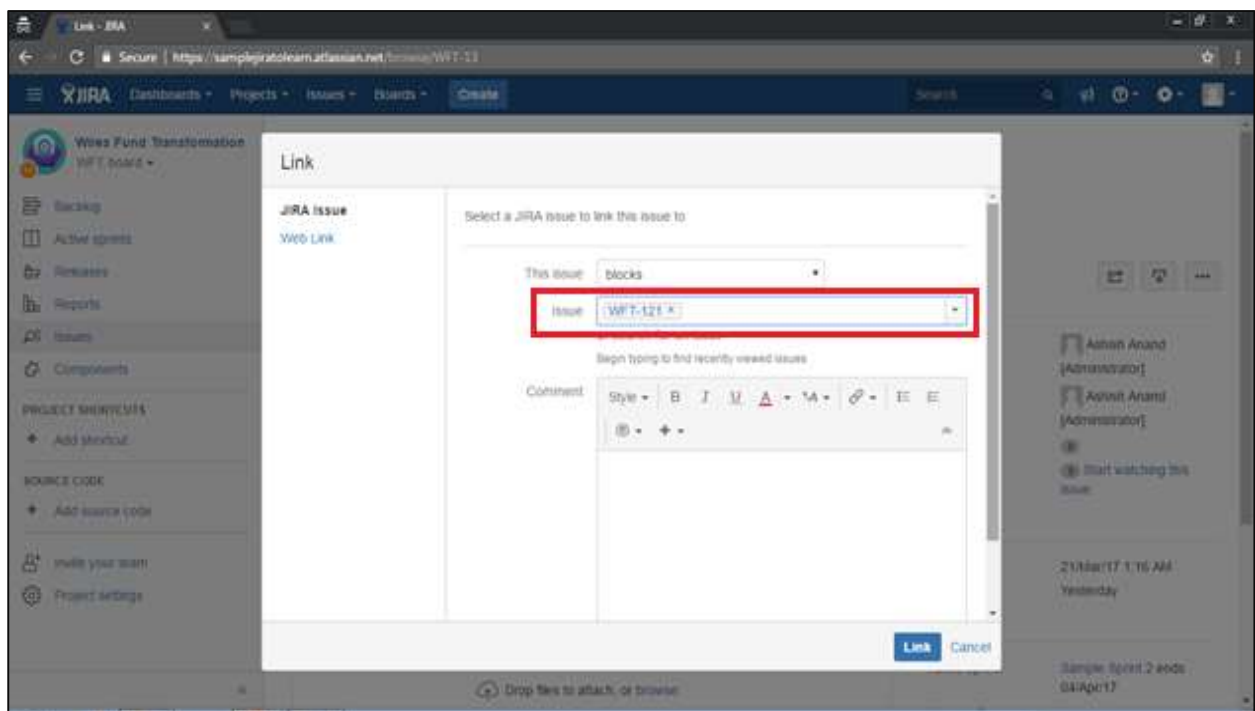 Link - JIRA
Secure | https://samplejiratolearn.atlassian.net/browse/WFT-13
JIRA Dashboards Projects Issues Boards Create Search
Wires Fund Transformation
WFT board
Backlog
Active sprints
Releases
Reports
Issues
Components
PROJECT SHORTCUTS
Add shortcut
SOURCE CODE
Add source code
Invite your team
Project settings
Link
JIRA Issue
Web Link
Select a JIRA issue to link this issue to
This issue blocks
Issue WFT-121 ×
Begin typing to find recently viewed issues
Comment
Style B I U A
Link Cancel
Drop files to attach, or browse
Ashish Anand
[Administrator]
Ashish Anand
[Administrator]
Start watching this
issue
21/Mar/17 1:16 AM
Yesterday
Sample Sprint 2 ends
04/Apr/17